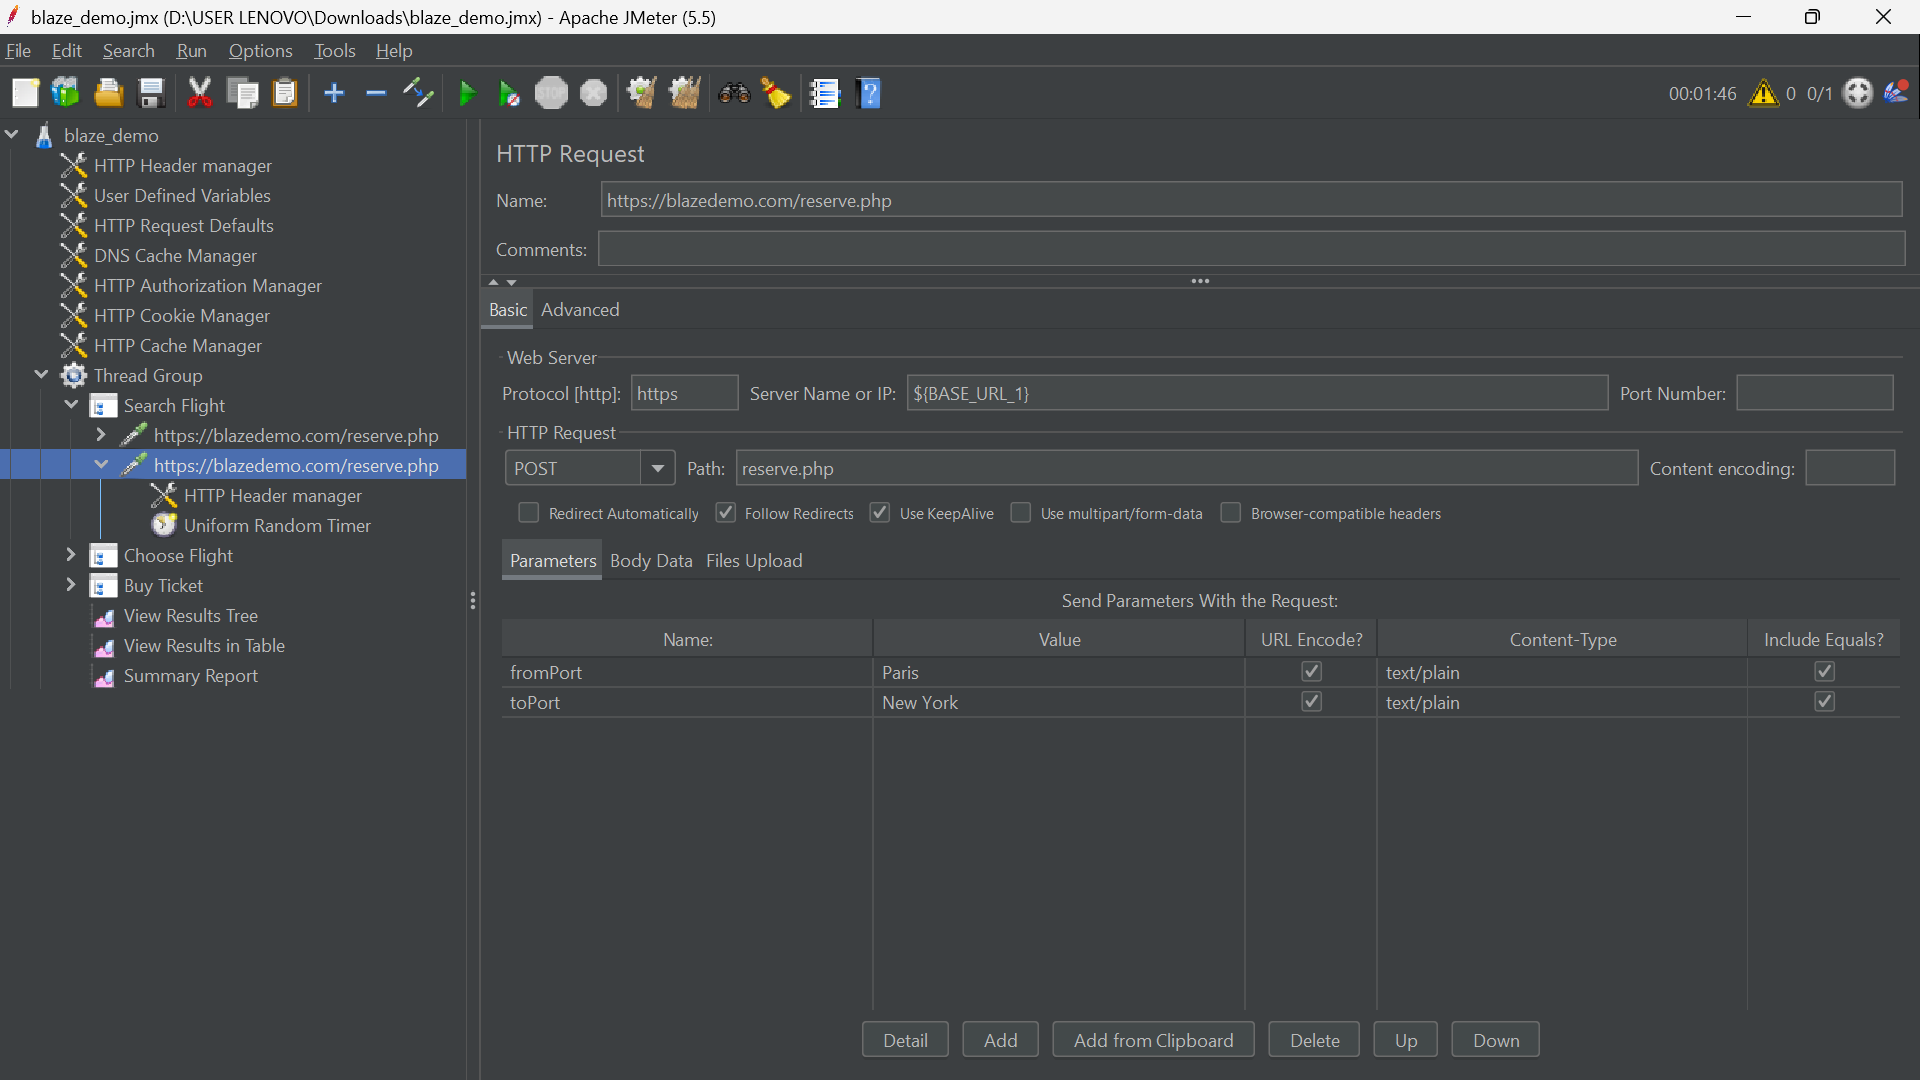 blaze_demo.jmx (D:\USER LENOVO\Downloads\blaze_demo.jmx) - Apache JMeter (5.5)
File Edit Search Run Options Tools Help
STOP
00:01:46 0 0/1
blaze_demo
HTTP Header manager
User Defined Variables
HTTP Request Defaults
DNS Cache Manager
HTTP Authorization Manager
HTTP Cookie Manager
HTTP Cache Manager
Thread Group
Search Flight
https://blazedemo.com/reserve.php
https://blazedemo.com/reserve.php
HTTP Header manager
Uniform Random Timer
Choose Flight
Buy Ticket
View Results Tree
View Results in Table
Summary Report
HTTP Request
Name: https://blazedemo.com/reserve.php
Comments:
Basic Advanced
Web Server
Protocol [http]: https Server Name or IP: ${BASE_URL_1} Port Number:
HTTP Request
POST Path: reserve.php Content encoding:
Redirect Automatically Follow Redirects Use KeepAlive Use multipart/form-data Browser-compatible headers
Parameters Body Data Files Upload
Send Parameters With the Request:
Name: Value URL Encode? Content-Type Include Equals?
fromPort Paris text/plain
toPort New York text/plain
Detail Add Add from Clipboard Delete Up Down